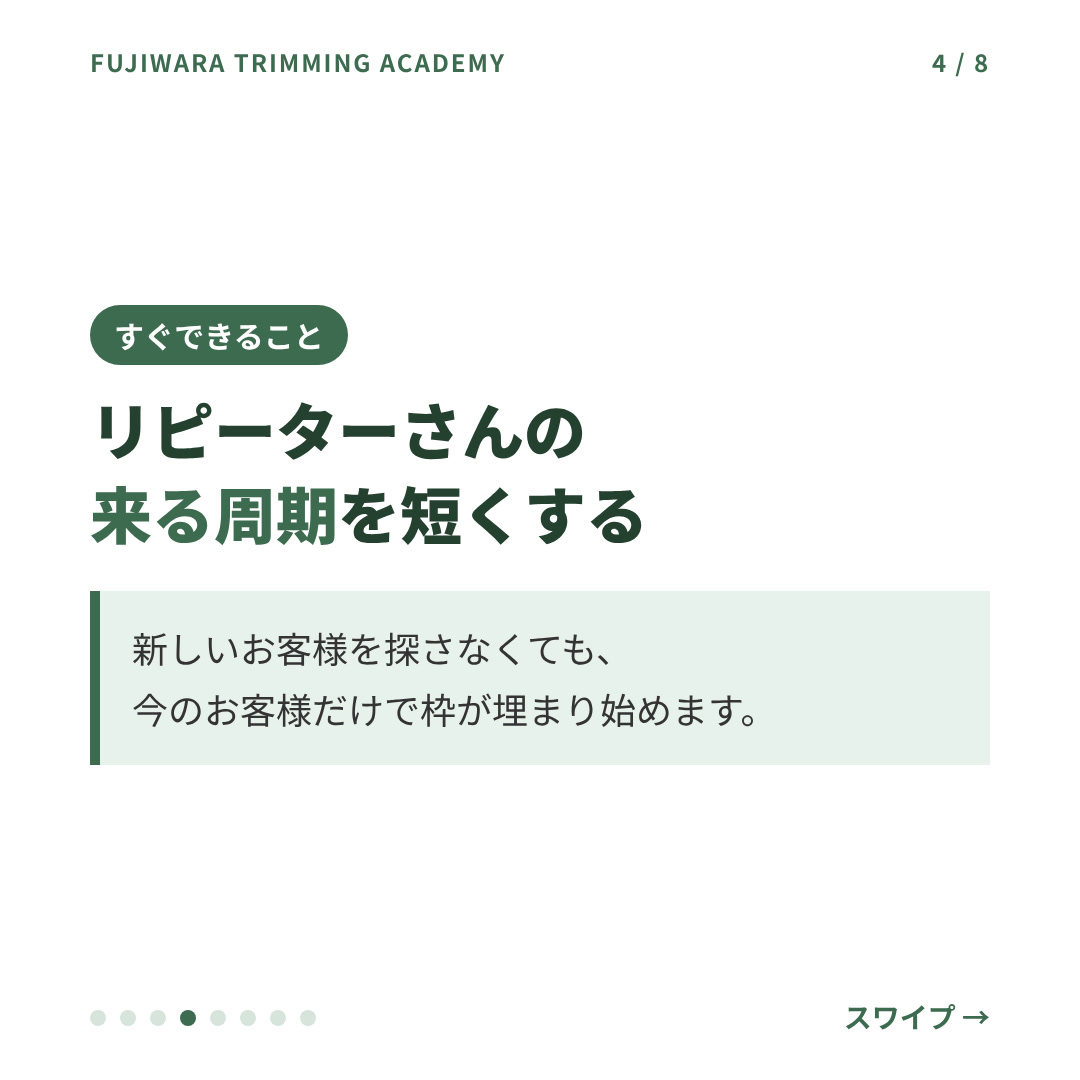 FUJIWARA TRIMMING ACADEMY
4 / 8
すぐできること
リピーターさんの
来る周期を短くする
新しいお客様を探さなくても、
今のお客様だけで枠が埋まり始めます。
スワイプ →